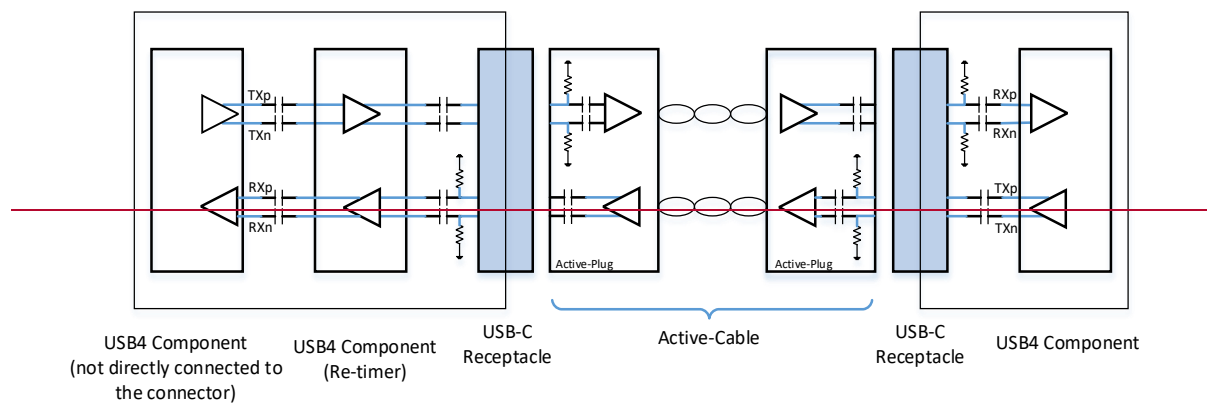 TXp
TXn
RXp
RXn
RXp
RXn
TXp
TXn
Active-Plug
Active-Plug
USB4 Component
(not directly connected to
the connector)
USB4 Component
(Re-timer)
USB-C
Receptacle
Active-Cable
USB-C
Receptacle
USB4 Component